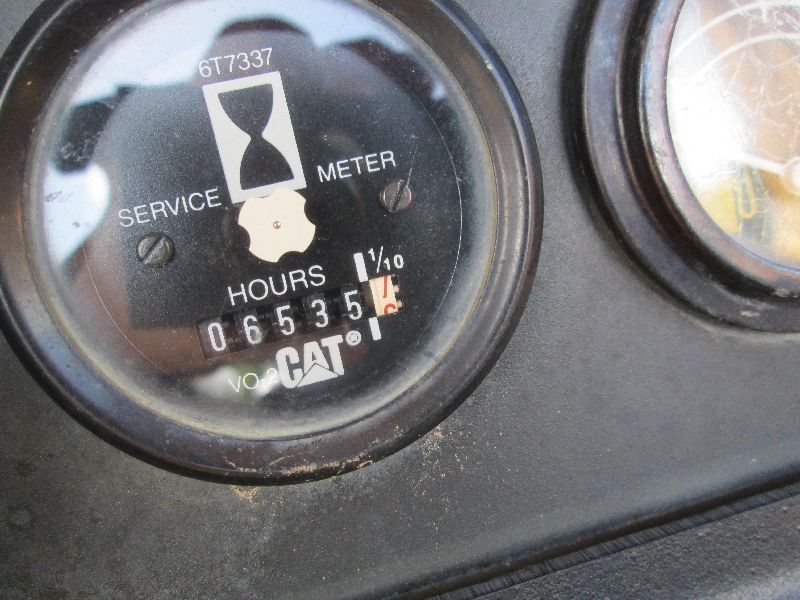 6T7337
SERVICE METER
HOURS 1/10
06535
CAT®